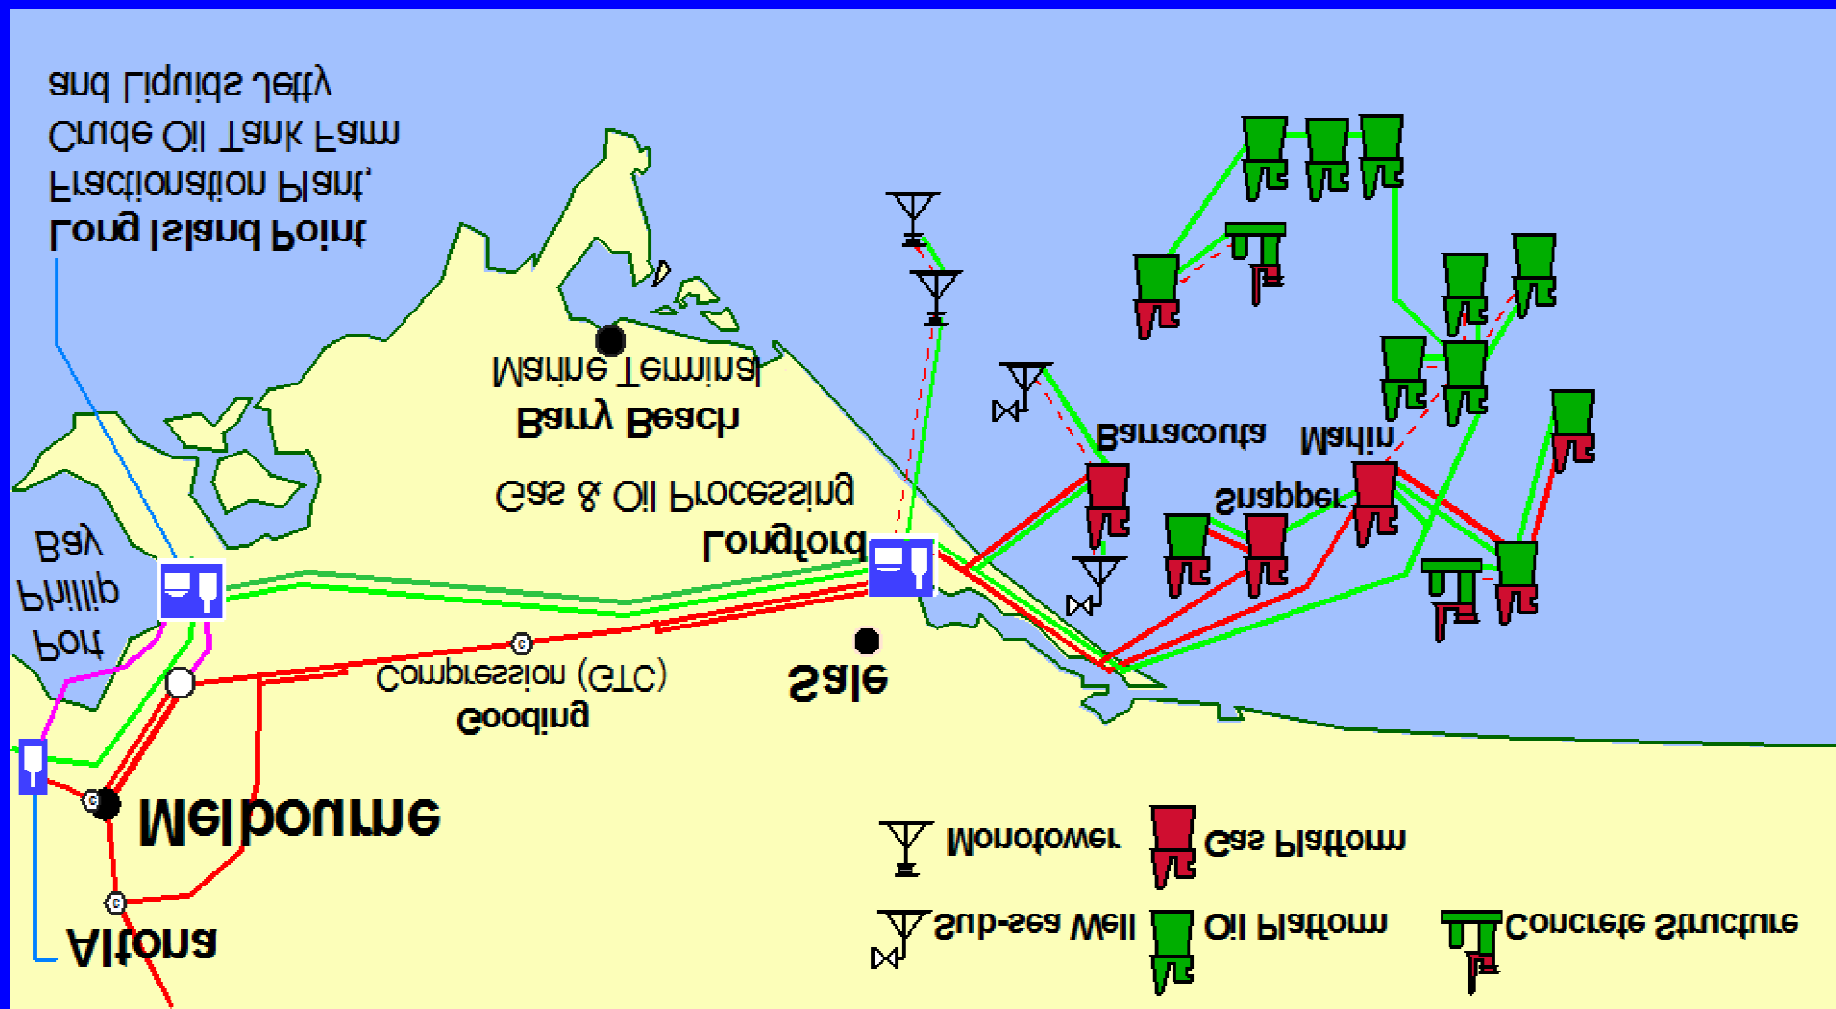 Altona
Sub-sea Well
Oil Platform
Concrete Structure
Melbourne
Monotower
Gas Platform
Gooding
Compression (GTC)
Sale
Port
Phillip
Bay
Longford
Gas & Oil Processing
Snapper
Barracouta
Marlin
Barry Beach
Marine Terminal
Long Island Point
Fractionation Plant,
Crude Oil Tank Farm
and Liquids Jetty
c
c
c